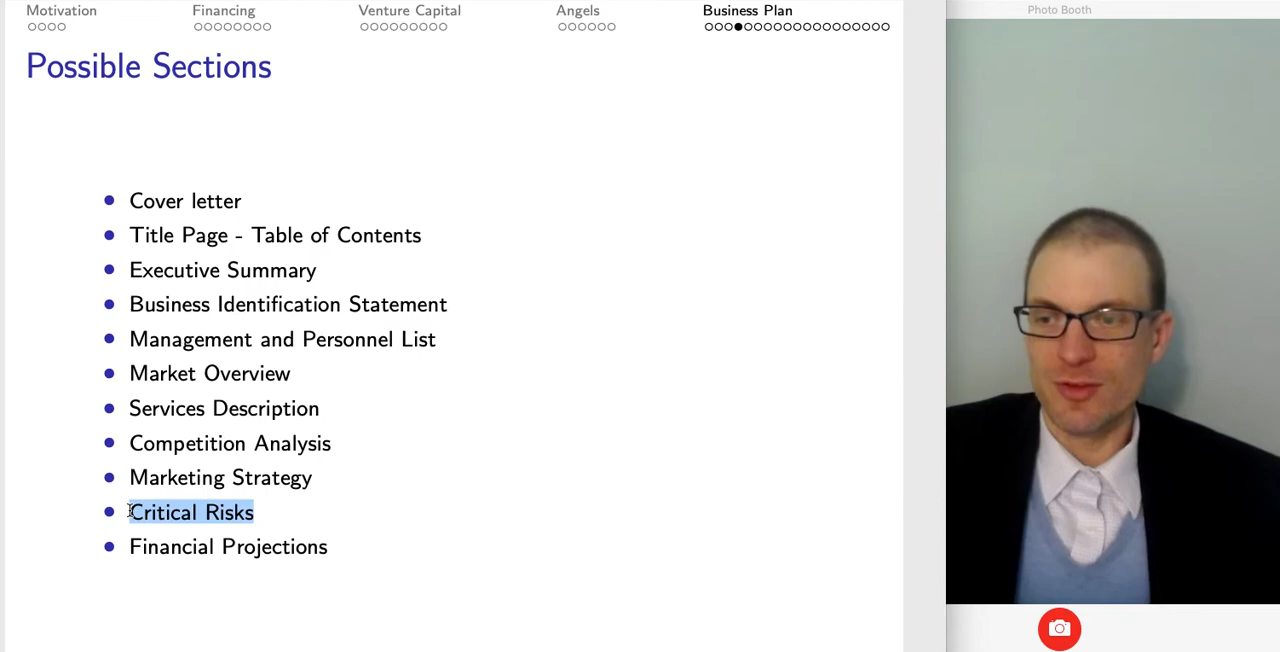 Motivation Financing Venture Capital Angels Business Plan
Photo Booth
Possible Sections
Cover letter
Title Page - Table of Contents
Executive Summary
Business Identification Statement
Management and Personnel List
Market Overview
Services Description
Competition Analysis
Marketing Strategy
Critical Risks
Financial Projections